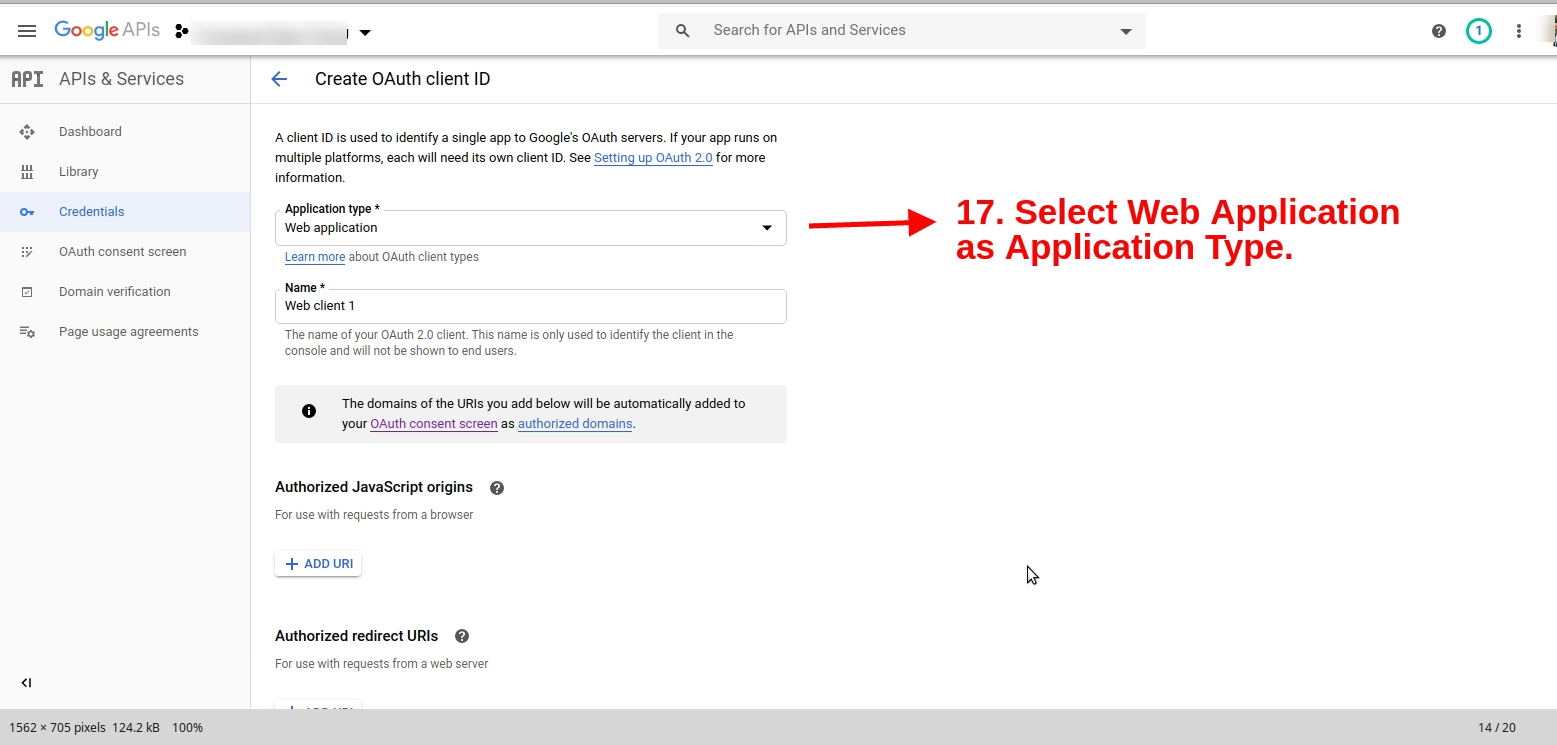 Google APIs
Search for APIs and Services
1
API APIs & Services
Create OAuth client ID
Dashboard
Library
Credentials
OAuth consent screen
Domain verification
Page usage agreements
A client ID is used to identify a single app to Google's OAuth servers. If your app runs on
multiple platforms, each will need its own client ID. See Setting up OAuth 2.0 for more
information.
Application type *
Web application
Learn more about OAuth client types
17. Select Web Application
as Application Type.
Name *
Web client 1
The name of your OAuth 2.0 client. This name is only used to identify the client in the
console and will not be shown to end users.
The domains of the URIs you add below will be automatically added to
your OAuth consent screen as authorized domains.
Authorized JavaScript origins
For use with requests from a browser
ADD URI
Authorized redirect URIs
For use with requests from a web server
1562 × 705 pixels 124.2 kB 100%
14 / 20